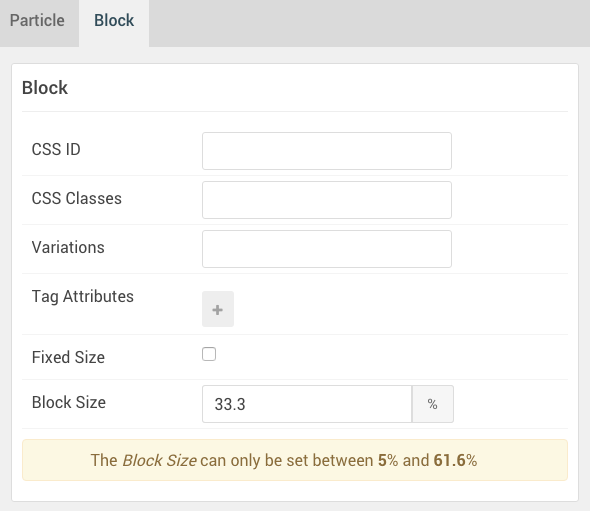 Particle Block
Block
CSS ID
CSS Classes
Variations
Tag Attributes
+
Fixed Size
Block Size 33.3 %
The Block Size can only be set between 5% and 61.6%